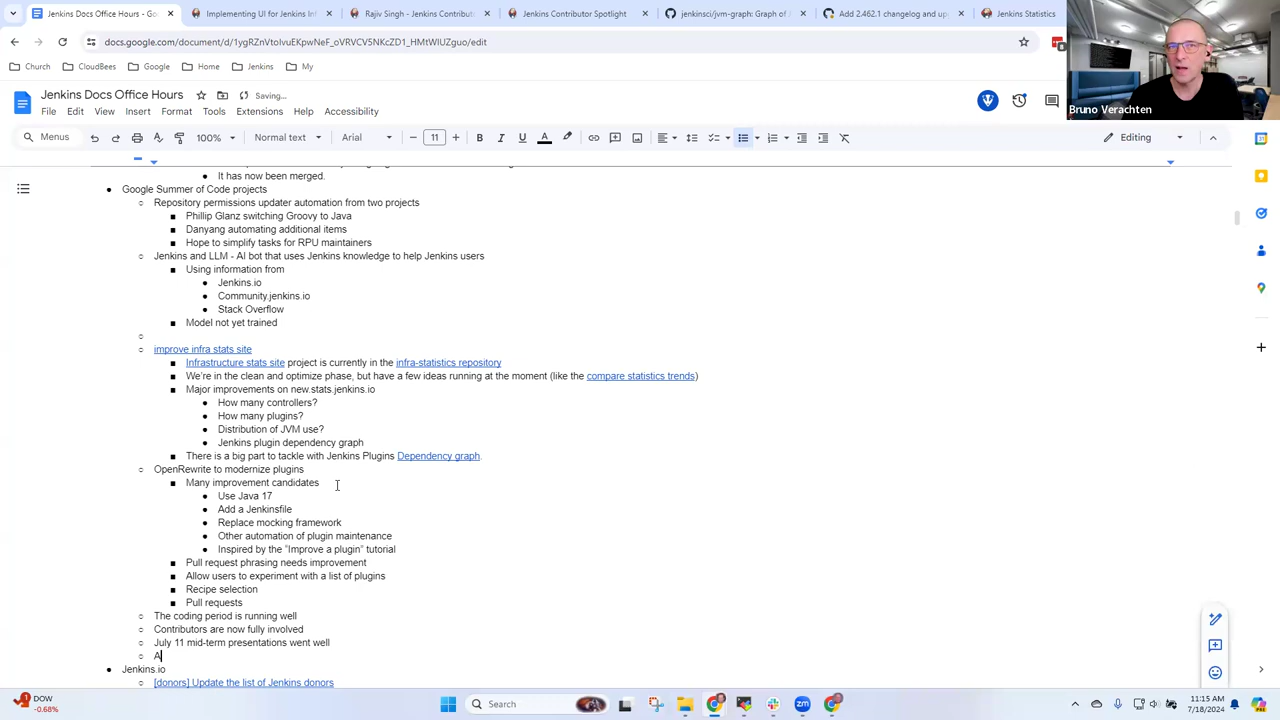 Jenkins Docs Office Hours - G
Implementing UI for Jenkins Inf
Rajiv Singh - Jenkins Contribut
Jenkins Contributor Spotlight
jenkinsci/jvm-graph: Graph of J
Add 2.462.1 changelog and up
Jenkins Statistics
docs.google.com/document/d/1ygRZnVtoIvuEKpwNeF_oVRVCV5NKcZD1_HMtWIUZguo/edit
Church
CloudBees
Google
Home
Jenkins
My
Jenkins Docs Office Hours
Saving...
File Edit View Insert Format Tools Extensions Help Accessibility
Menus
100%
Normal text
Arial
11
Editing
Bruno Verachten
It has now been merged.
Google Summer of Code projects
Repository permissions updater automation from two projects
Phillip Glanz switching Groovy to Java
Danyang automating additional items
Hope to simplify tasks for RPU maintainers
Jenkins and LLM - AI bot that uses Jenkins knowledge to help Jenkins users
Using information from
Jenkins.io
Community.jenkins.io
Stack Overflow
Model not yet trained
improve infra stats site
Infrastructure stats site project is currently in the infra-statistics repository
We're in the clean and optimize phase, but have a few ideas running at the moment (like the compare statistics trends)
Major improvements on new.stats.jenkins.io
How many controllers?
How many plugins?
Distribution of JVM use?
Jenkins plugin dependency graph
There is a big part to tackle with Jenkins Plugins Dependency graph.
OpenRewrite to modernize plugins
Many improvement candidates
Use Java 17
Add a Jenkinsfile
Replace mocking framework
Other automation of plugin maintenance
Inspired by the "Improve a plugin" tutorial
Pull request phrasing needs improvement
Allow users to experiment with a list of plugins
Recipe selection
Pull requests
The coding period is running well
Contributors are now fully involved
July 11 mid-term presentations went well
A
Jenkins.io
[donors] Update the list of Jenkins donors
DOW
-0.68%
Search
11:15 AM
7/18/2024